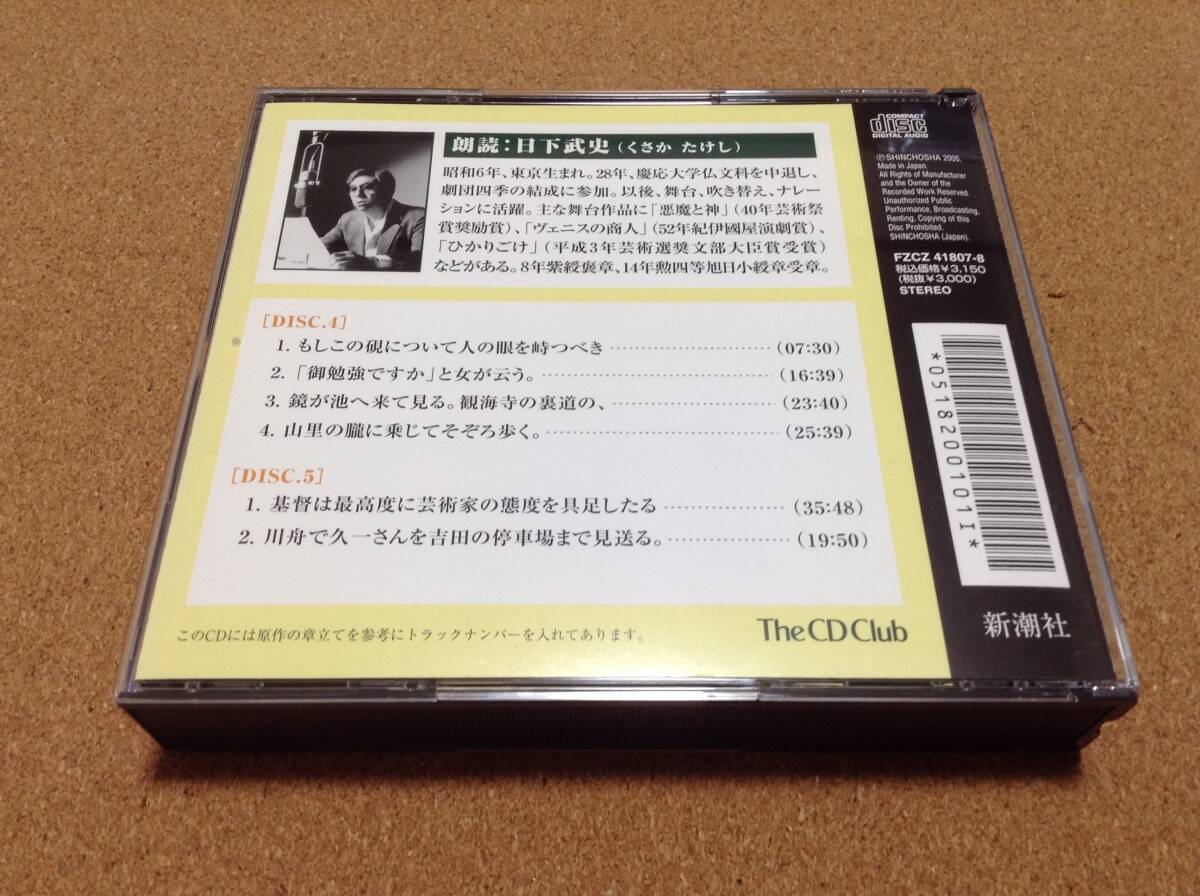 朗読：日下武史（くさか たけし）
昭和6年、東京生まれ。28年、慶応大学仏文科を中退し、
劇団四季の結成に参加。以後、舞台、吹き替え、ナレー
ションに活躍。主な舞台作品に「悪魔と神」（40年芸術祭
賞奨励賞）、「ヴェニスの商人」（52年紀伊國屋演劇賞）、
「ひかりごけ」（平成3年芸術選奨文部大臣賞受賞）
などがある。8年紫綬褒章、14年勲四等旭日小綬章受章。
[DISC.4]
1. もしこの硯について人の眼を峙つべき (07:30)
2. 「御勉強ですか」と女が云う。 (16:39)
3. 鏡が池へ来て見る。観海寺の裏道の、 (23:40)
4. 山里の朧に乗じてそぞろ歩く。 (25:39)
[DISC.5]
1. 基督は最高度に芸術家の態度を具足したる (35:48)
2. 川舟で久一さんを吉田の停車場まで見送る。 (19:50)
このCDには原作の章立てを参考にトラックナンバーを入れてあります。
The CD Club
COMPACT
disc
DIGITAL AUDIO
Ⓟ SHINCHOSHA 2005,
Made in Japan.
All Rights of Manufacturer
and the Owner of the
Recorded Work Reserved.
Unauthorized Public
Performance, Broadcasting,
Renting, Copying of this
Disc Prohibited.
SHINCHOSHA (Japan).
FZCZ 41807-8
税込価格¥3,150
(税抜¥3,000)
STEREO
*0518200101I*
新潮社